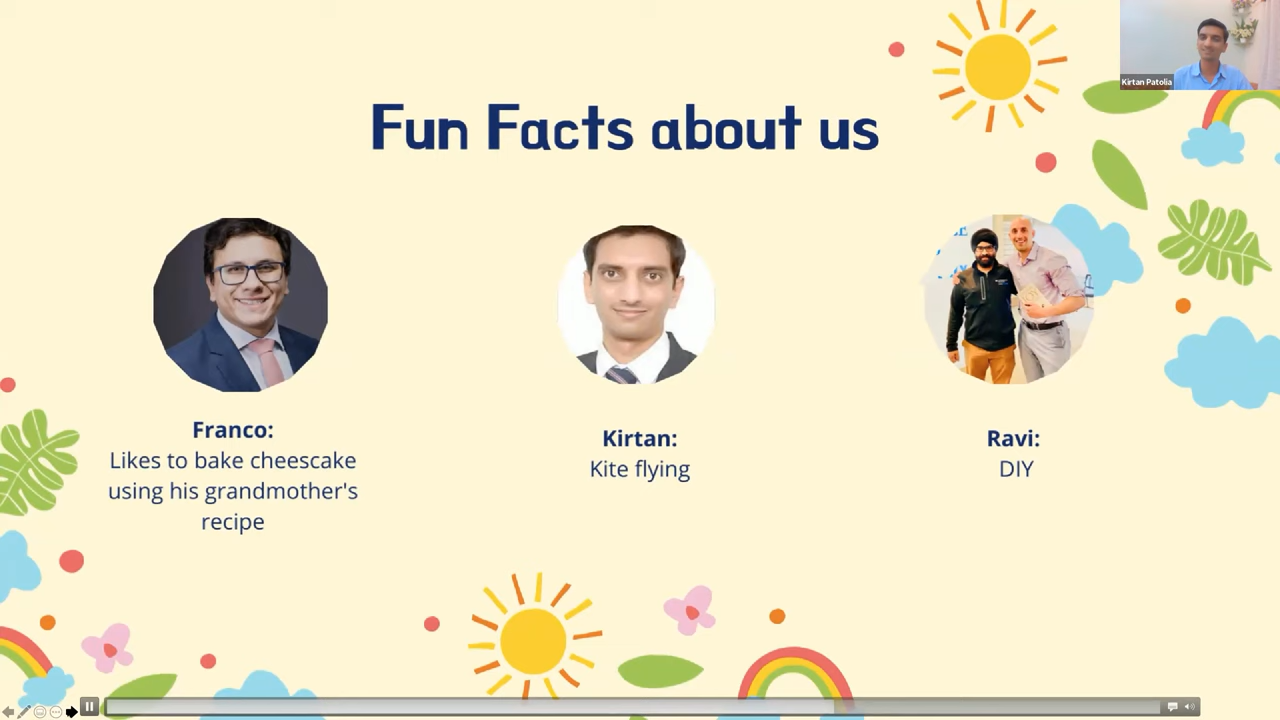 Kirtan Patolia
Fun Facts about us
Franco:
Likes to bake cheescake
using his grandmother's
recipe
Kirtan:
Kite flying
Ravi:
DIY